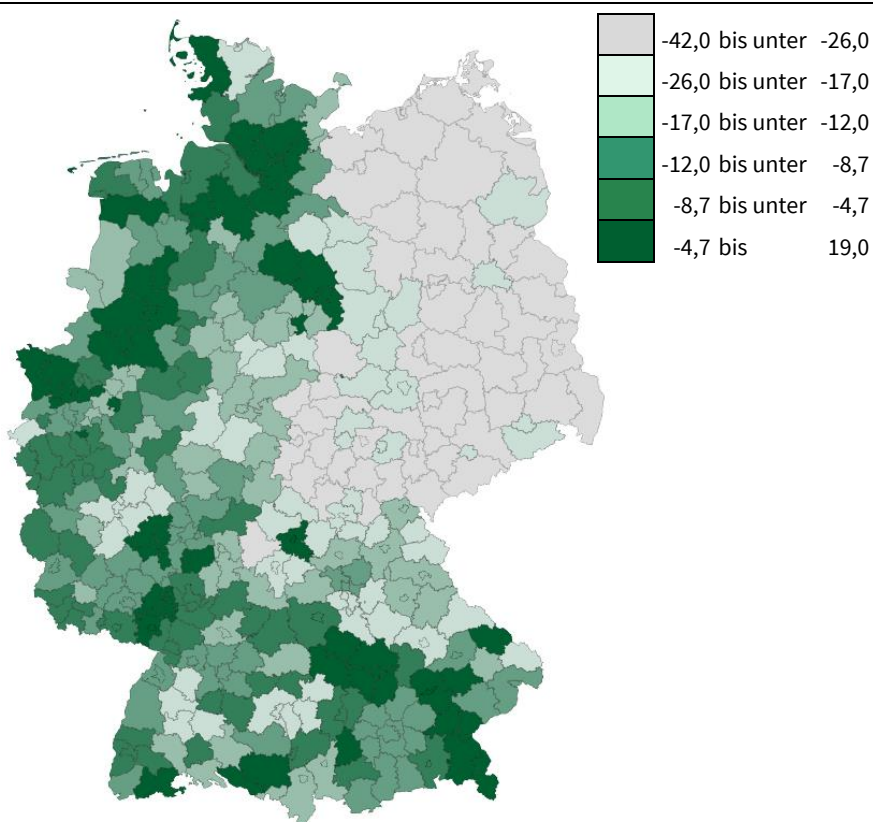 -42,0 bis unter -26,0
-26,0 bis unter -17,0
-17,0 bis unter -12,0
-12,0 bis unter -8,7
-8,7 bis unter -4,7
-4,7 bis 19,0